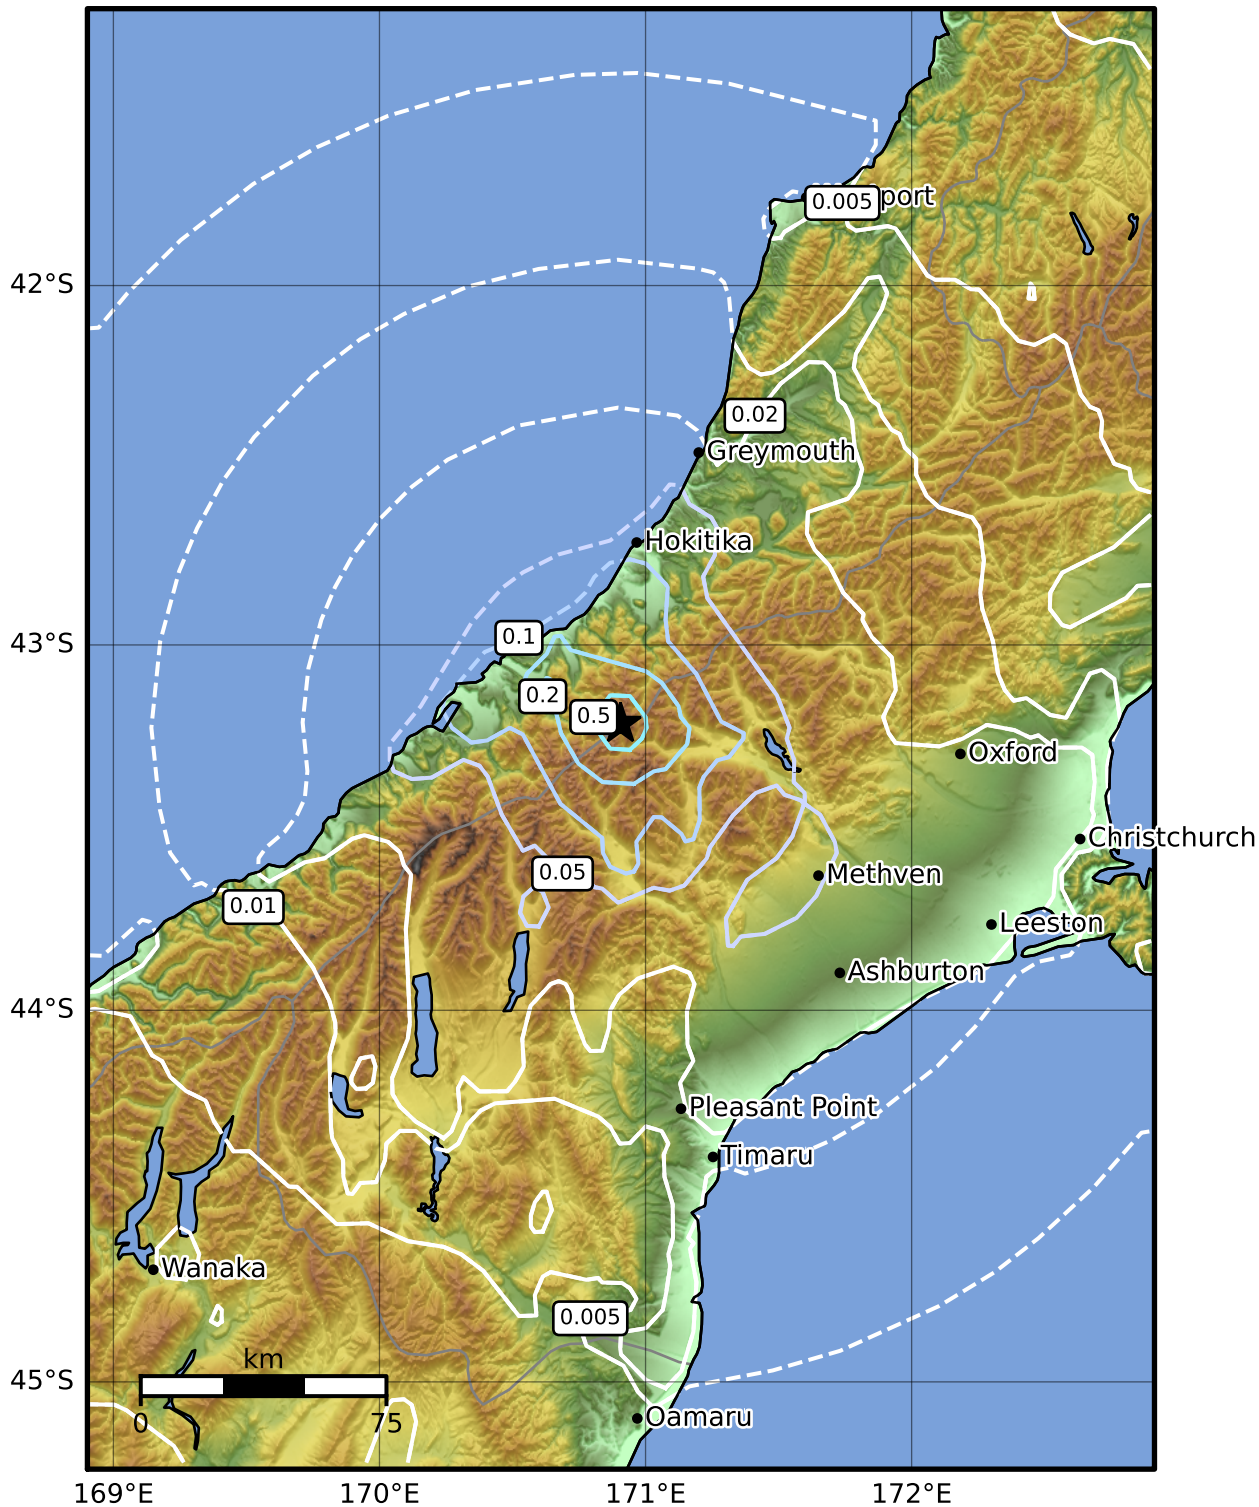 0.005
port
42°S
0.02
Greymouth
Hokitika
0.1
43°S
0.2
0.5
Oxford
Christchurch
0.05
Methven
0.01
Leeston
Ashburton
44°S
Pleasant Point
Timaru
Wanaka
0.005
km
45°S
0
75
Oamaru
169°E
170°E
171°E
172°E